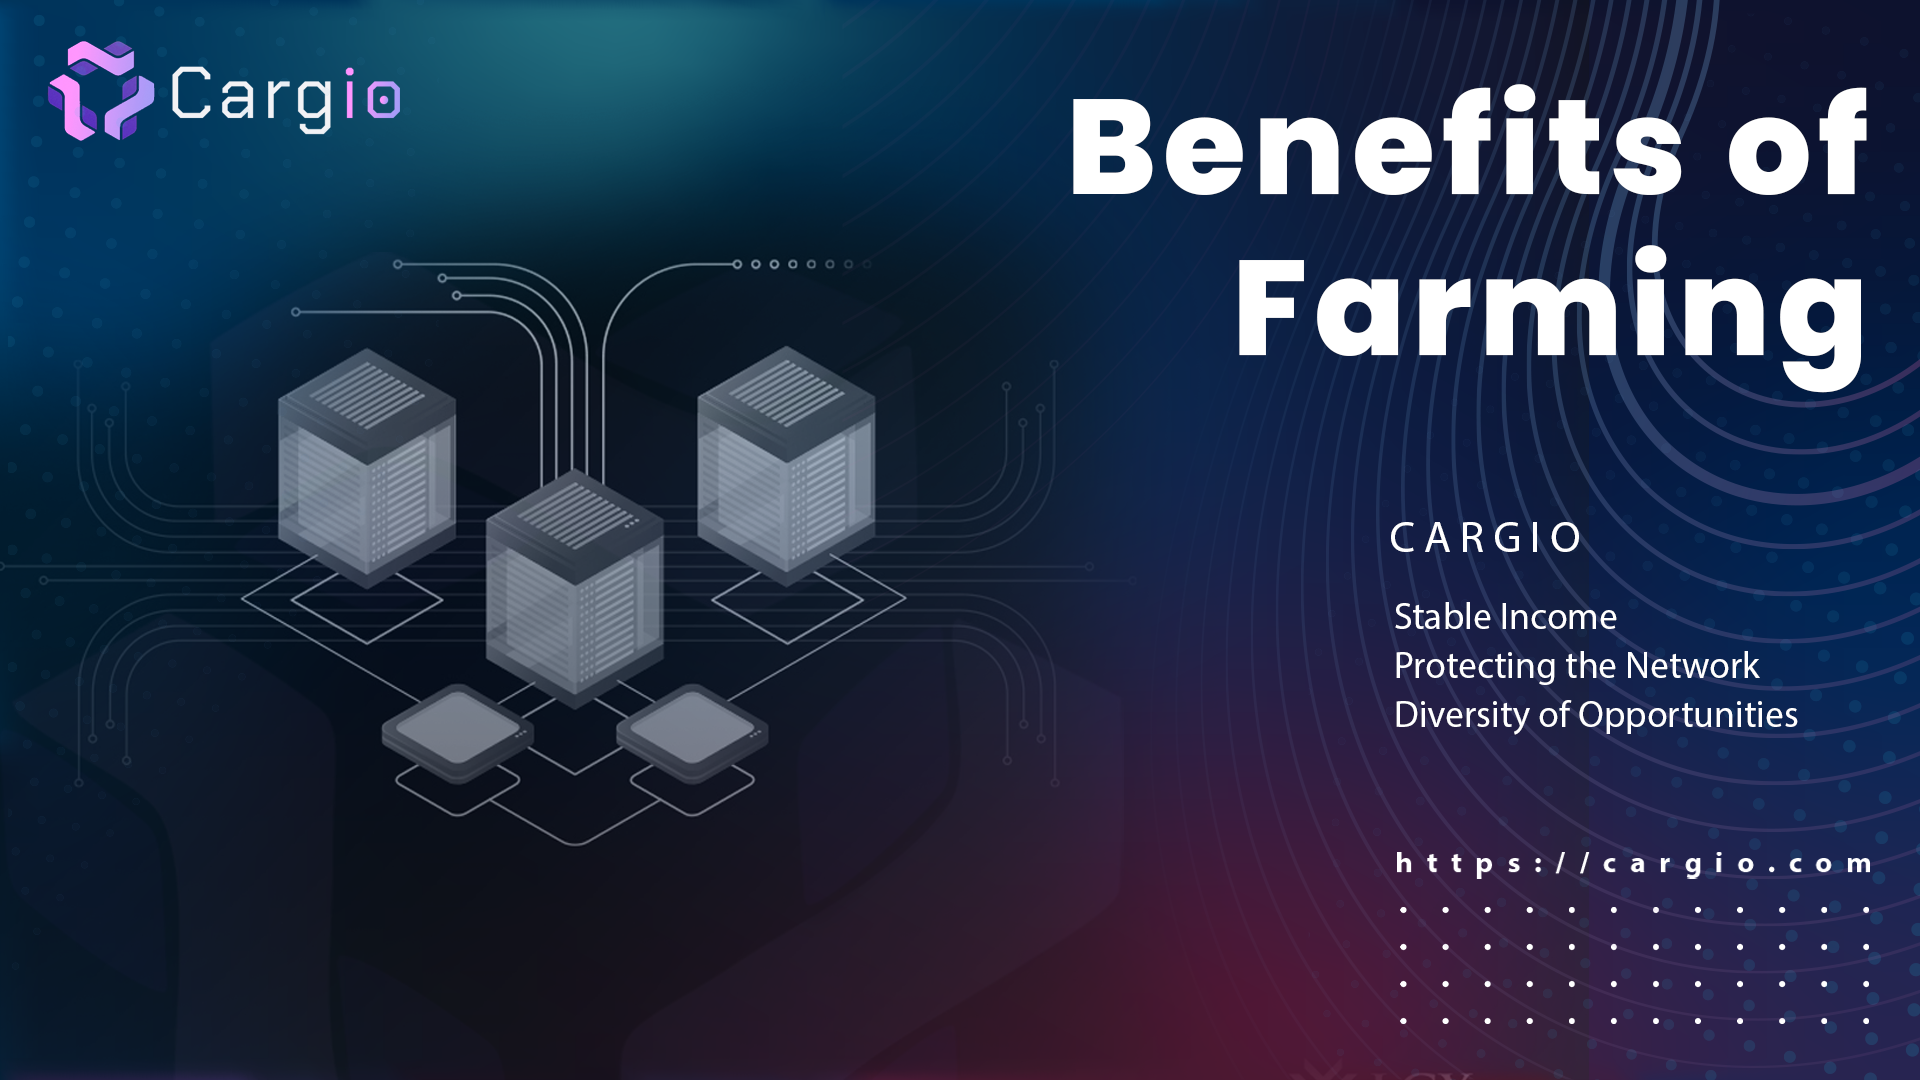 Cargio
Benefits of
Farming
CARGIO
Stable Income
Protecting the Network
Diversity of Opportunities
https://cargio.com